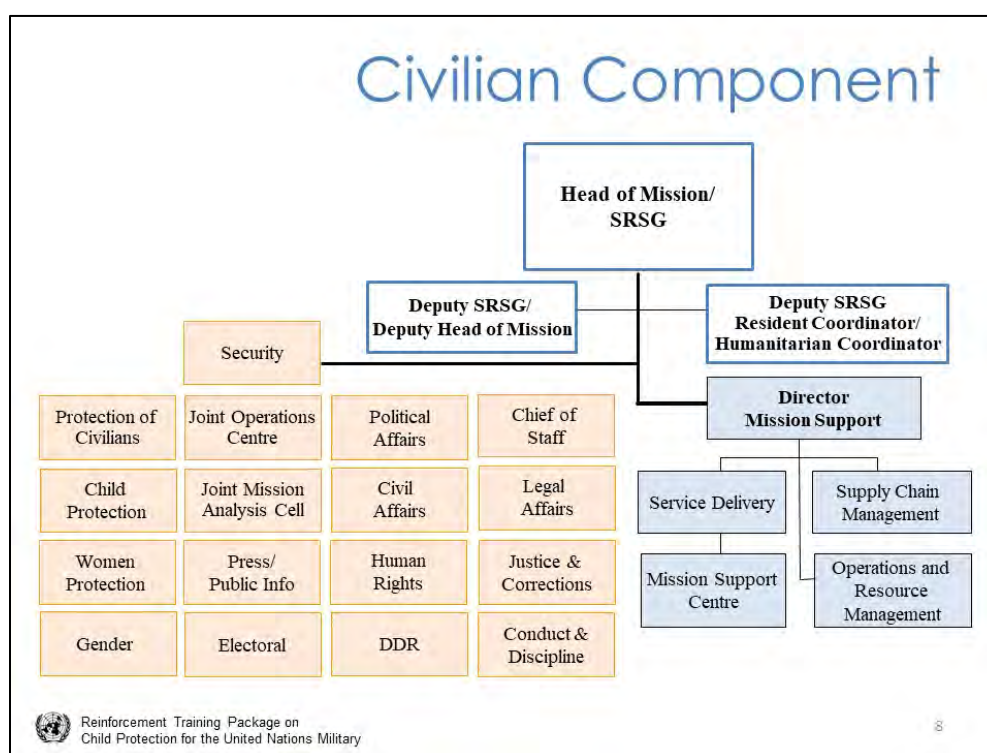 Civilian Component
Head of Mission/
SRSG
Deputy SRSG/
Deputy Head of Mission
Deputy SRSG
Resident Coordinator/
Humanitarian Coordinator
Security
Director
Mission Support
Protection of
Civilians
Joint Operations
Centre
Political
Affairs
Chief of
Staff
Child
Protection
Joint Mission
Analysis Cell
Civil
Affairs
Legal
Affairs
Service Delivery
Supply Chain
Management
Women
Protection
Press/
Public Info
Human
Rights
Justice &
Corrections
Mission Support
Centre
Operations and
Resource
Management
Gender
Electoral
DDR
Conduct &
Discipline
Reinforcement Training Package on
Child Protection for the United Nations Military
8